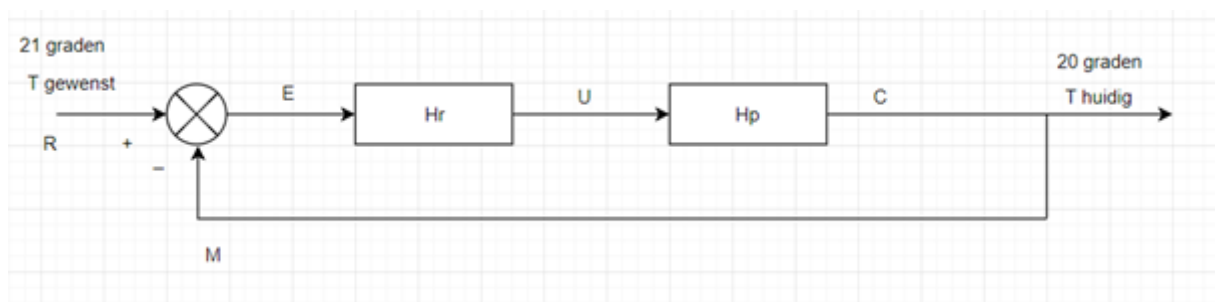 21 graden
T gewenst
R
+
−
E
Hr
U
Hp
C
20 graden
T huidig
M